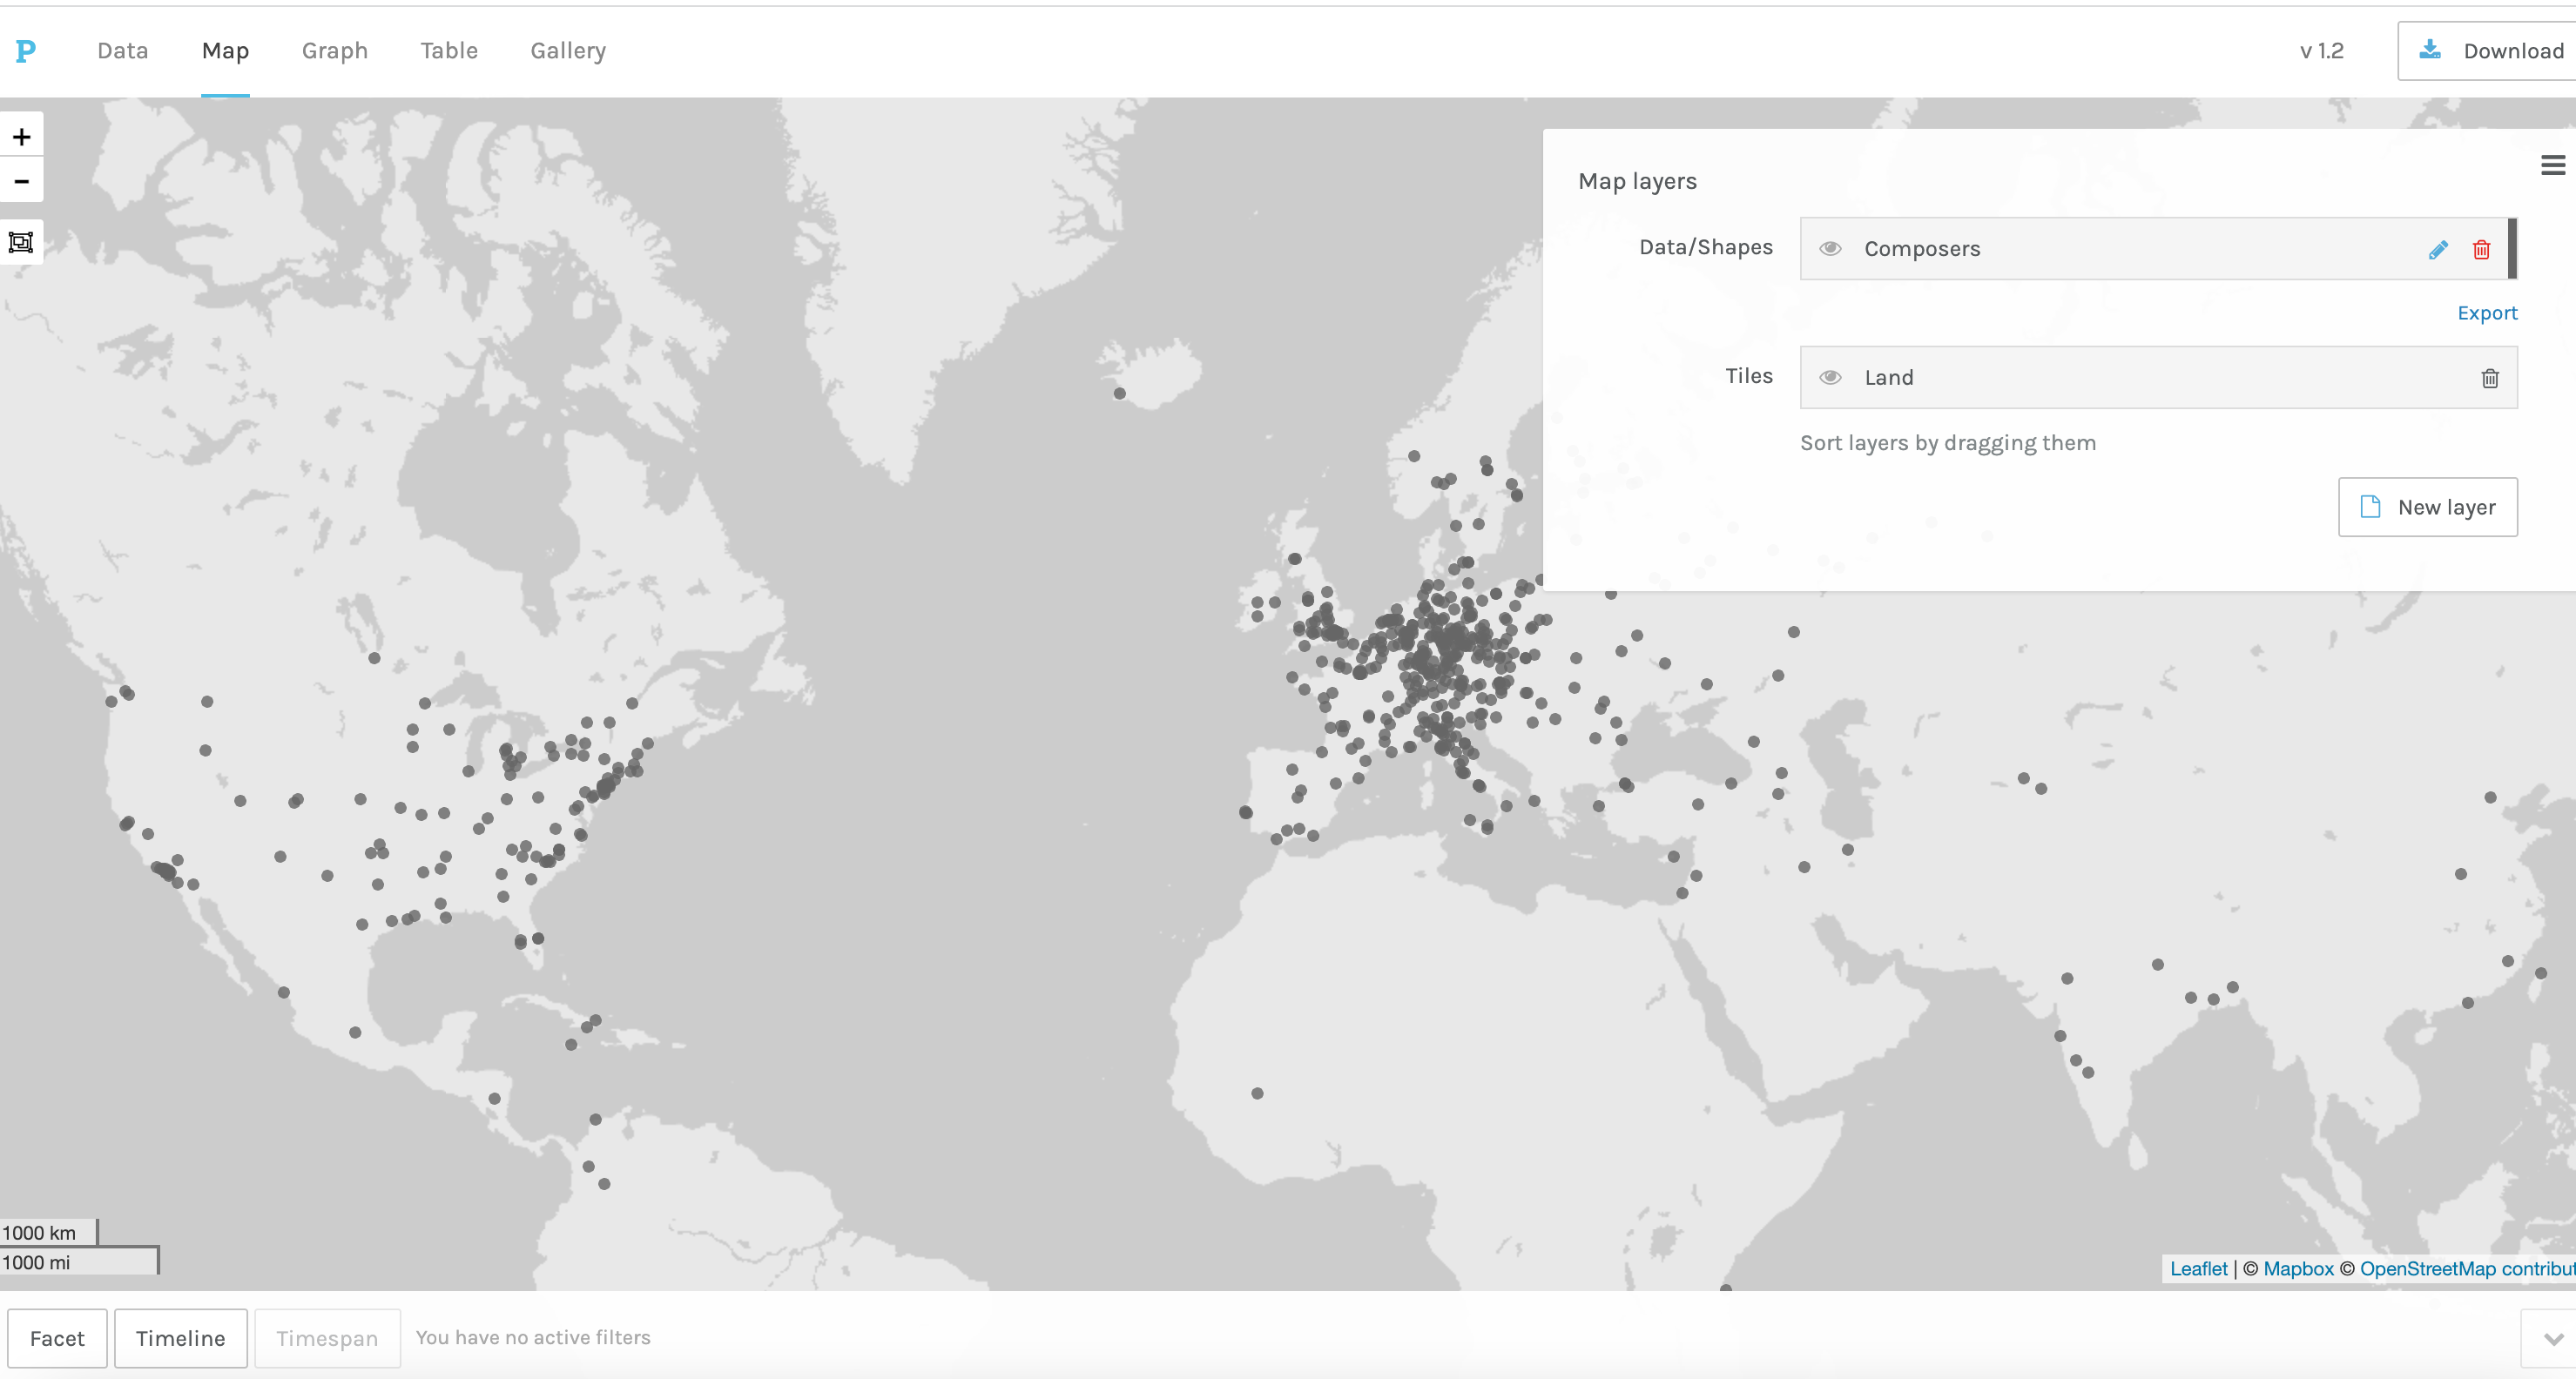 P Data Map Graph Table Gallery v 1.2 Download
+
−
Map layers
Data/Shapes Composers
Export
Tiles Land
Sort layers by dragging them
New layer
1000 km
1000 mi
Leaflet | © Mapbox © OpenStreetMap contribut
Facet Timeline Timespan You have no active filters